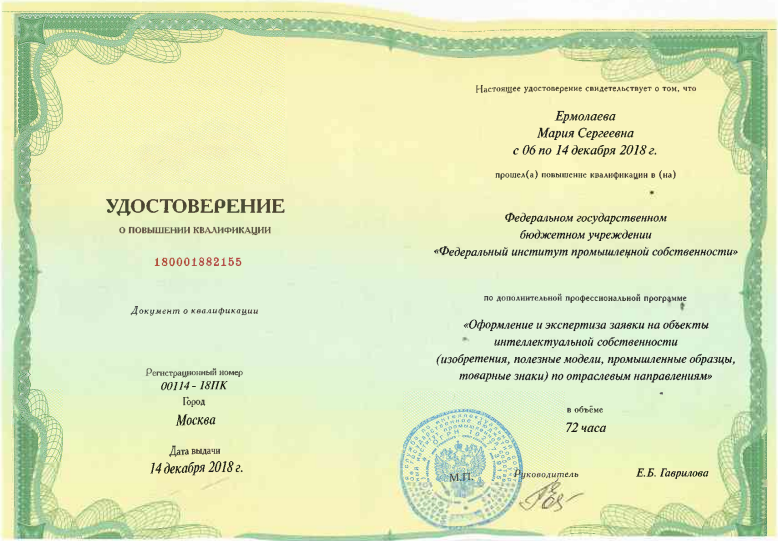 УДОСТОВЕРЕНИЕ
О ПОВЫШЕНИИ КВАЛИФИКАЦИИ
180001882155
Документ о квалификации
Регистрационный номер
00114 - 18ПК
Город
Москва
Дата выдачи
14 декабря 2018 г.
Настоящее удостоверение свидетельствует о том, что
Ермолаева
Мария Сергеевна
с 06 по 14 декабря 2018 г.
прошел(а) повышение квалификации в (на)
Федеральном государственном
бюджетном учреждении
«Федеральный институт промышленной собственности»
по дополнительной профессиональной программе
«Оформление и экспертиза заявки на объекты
интеллектуальной собственности
(изобретения, полезные модели, промышленные образцы,
товарные знаки) по отраслевым направлениям»
в объёме
72 часа
М.П.
Руководитель
Е.Б. Гаврилова